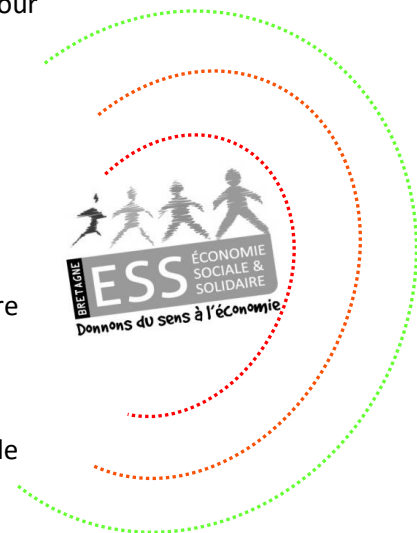 our
BRETAGNE
ESS
ÉCONOMIE
SOCIALE &
SOLIDAIRE
Donnons du sens à l'économie
re
le